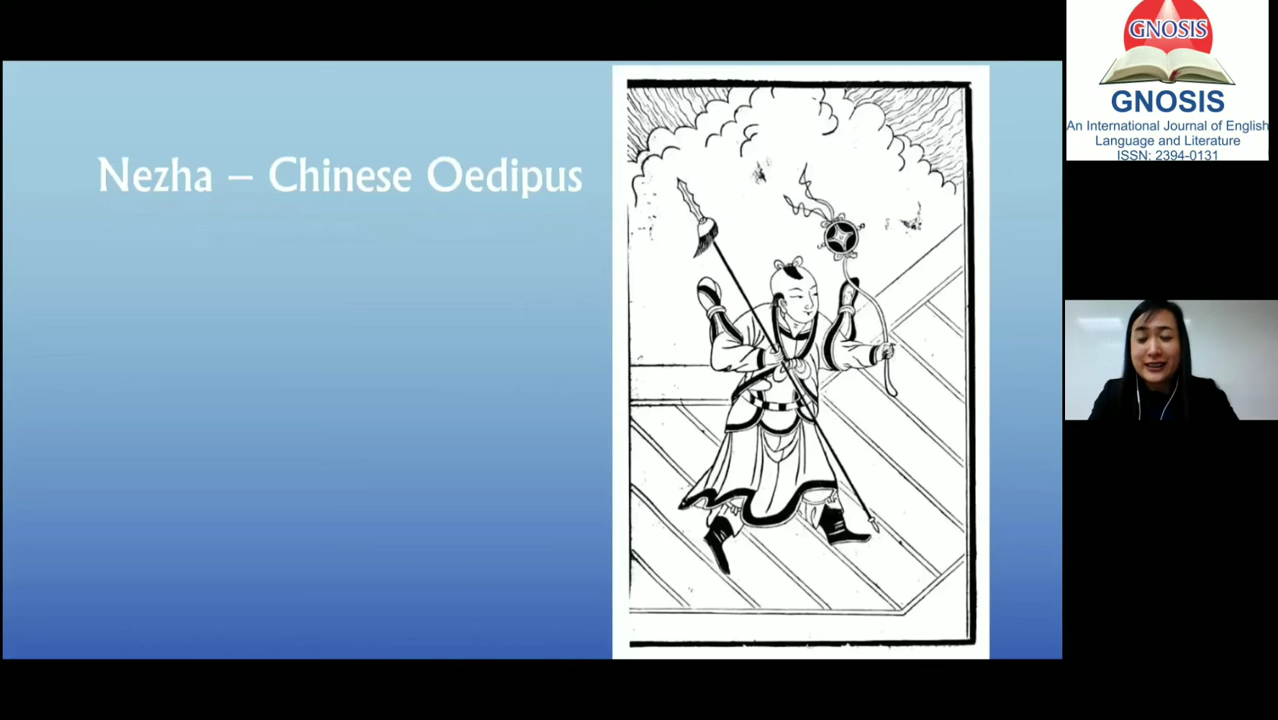 Nezha – Chinese Oedipus
GNOSIS
GNOSIS
An International Journal of English
Language and Literature
ISSN: 2394-0131